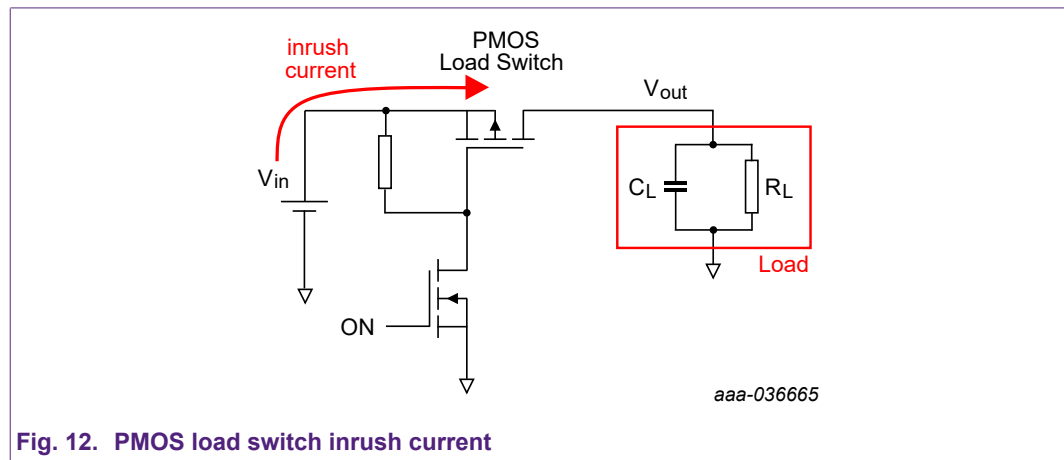 inrush
current
PMOS
Load Switch
Vout
Vin
CL
RL
Load
ON
aaa-036665
Fig. 12. PMOS load switch inrush current